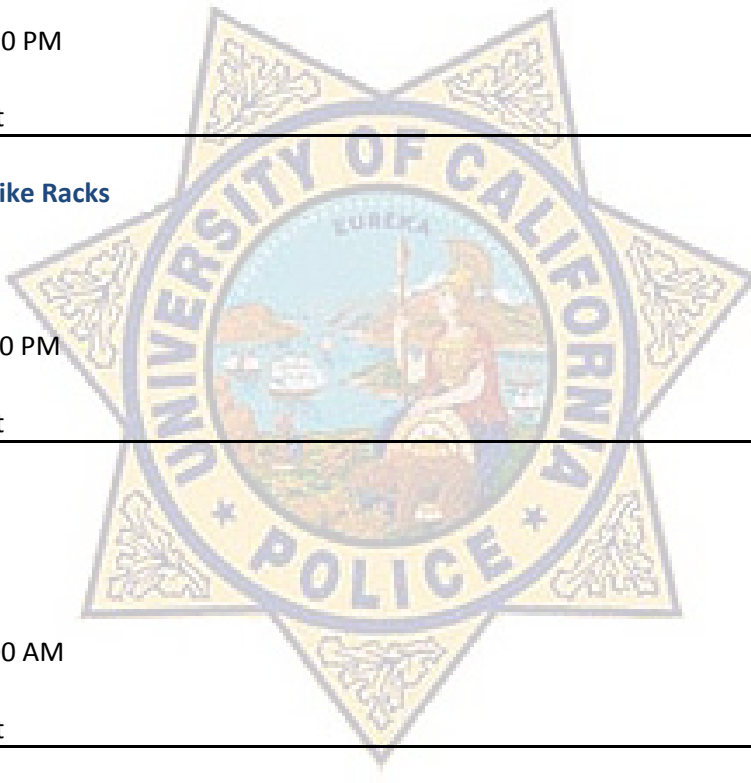 0 PM
t
ike Racks
0 PM
t
0 AM
t
UNIVERSITY OF CALIFORNIA
EUREKA
* POLICE *